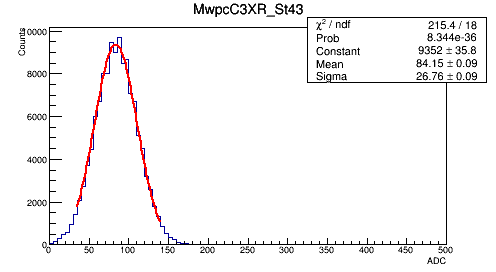 MwpcC3XR_St43
χ² / ndf 215.4 / 18
Prob 8.344e-36
Constant 9352 ± 35.8
Mean 84.15 ± 0.09
Sigma 26.76 ± 0.09
Counts
10000
8000
6000
4000
2000
0
0 50 100 150 200 250 300 350 400 450 500
ADC